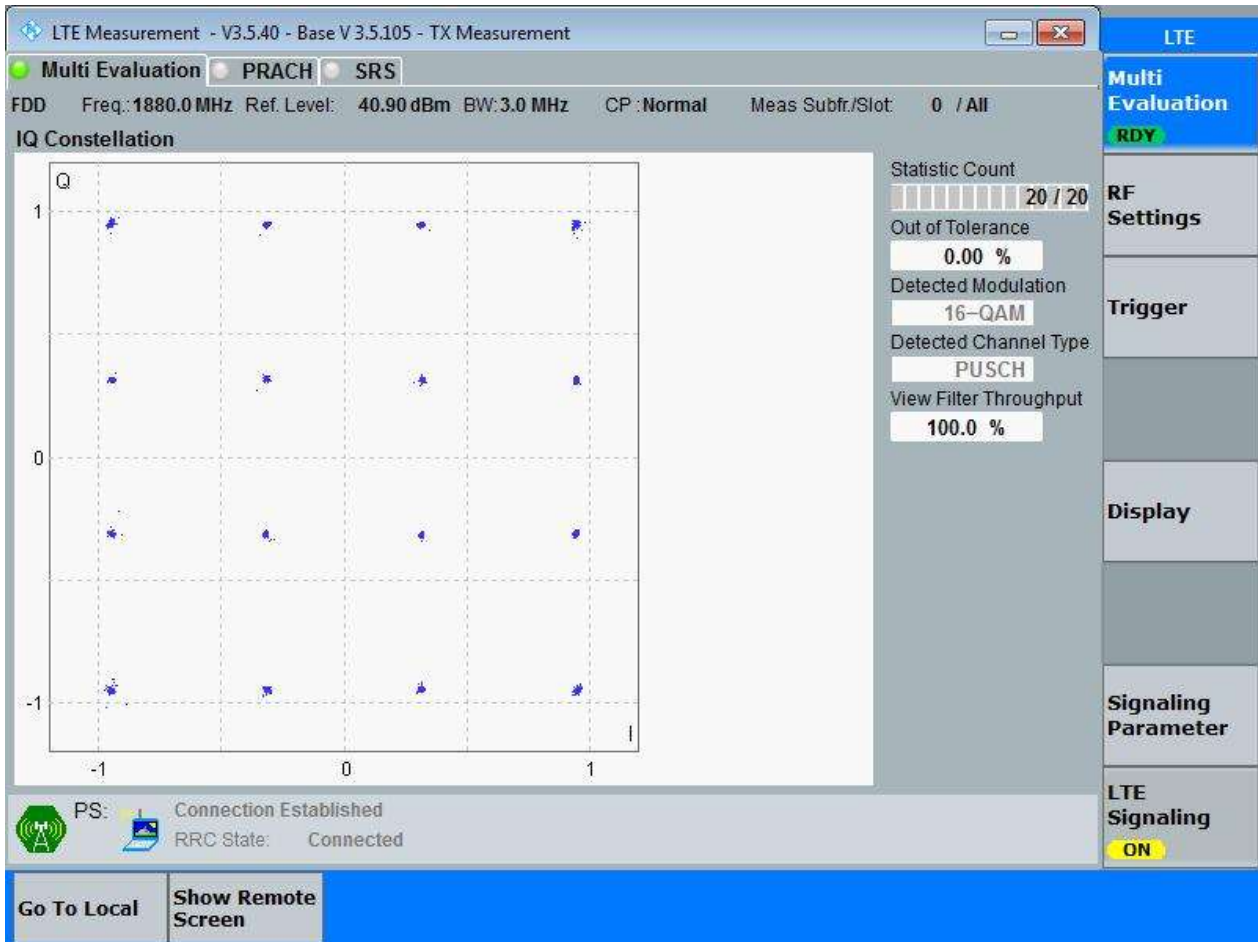 LTE Measurement - V3.5.40 - Base V 3.5.105 - TX Measurement
LTE
Multi Evaluation PRACH SRS
Multi
Evaluation
RDY
FDD Freq.: 1880.0 MHz Ref. Level: 40.90 dBm BW: 3.0 MHz CP : Normal Meas Subfr./Slot: 0 / All
IQ Constellation
Q
1
0
-1
I
-1 0 1
Statistic Count
20 / 20
Out of Tolerance
0.00 %
Detected Modulation
16-QAM
Detected Channel Type
PUSCH
View Filter Throughput
100.0 %
RF
Settings
Trigger
Display
Signaling
Parameter
LTE
Signaling
ON
PS: Connection Established
RRC State: Connected
Go To Local
Show Remote
Screen